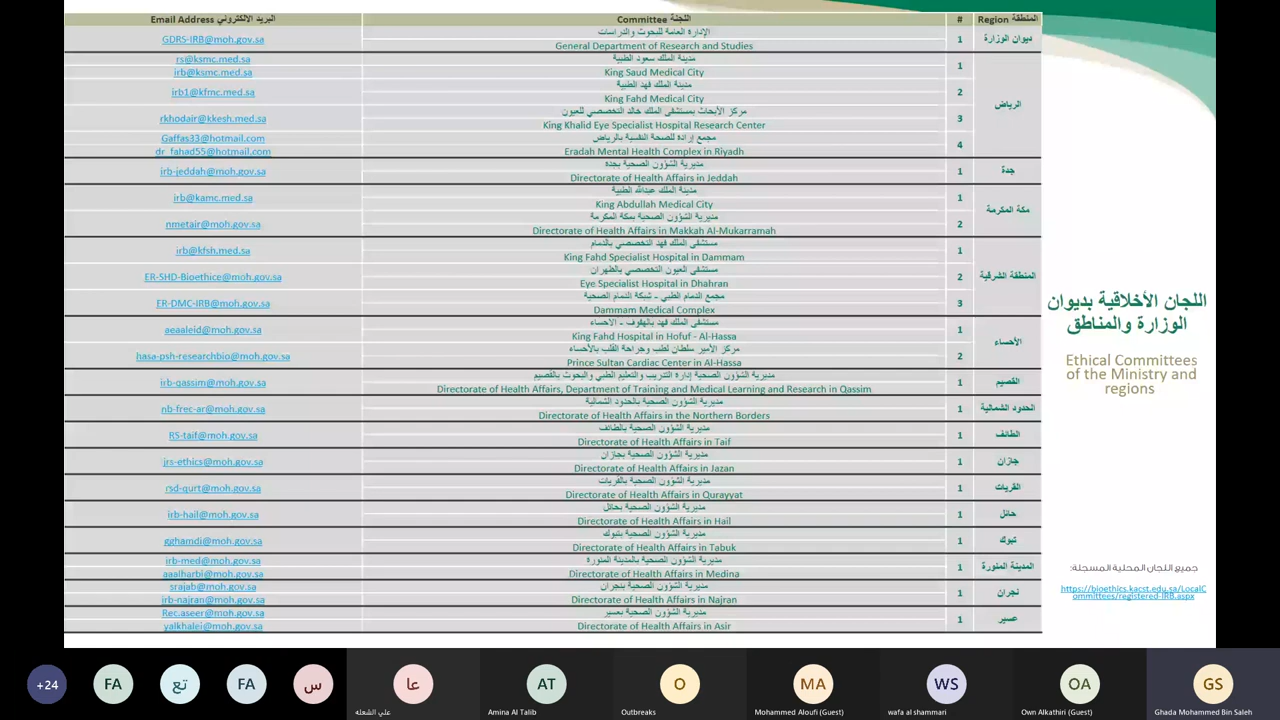 البريد الإلكتروني Email Address
اللجنة Committee
#
المنطقة Region
GDRS-IRB@moh.gov.sa
الإدارة العامة للبحوث والدراسات
General Department of Research and Studies
1
ديوان الوزارة
rs@ksmc.med.sa
irb@ksmc.med.sa
مدينة الملك سعود الطبية
King Saud Medical City
1
الرياض
irb1@kfmc.med.sa
مدينة الملك فهد الطبية
King Fahd Medical City
2
rkhodair@kkesh.med.sa
مركز الأبحاث بمستشفى الملك خالد التخصصي للعيون
King Khalid Eye Specialist Hospital Research Center
3
Gaffas33@hotmail.com
dr_fahad55@hotmail.com
مجمع إرادة للصحة النفسية بالرياض
Eradah Mental Health Complex in Riyadh
4
irb-jeddah@moh.gov.sa
مديرية الشؤون الصحية بجدة
Directorate of Health Affairs in Jeddah
1
جدة
irb@kamc.med.sa
مدينة الملك عبدالله الطبية
King Abdullah Medical City
1
مكة المكرمة
nmetair@moh.gov.sa
مديرية الشؤون الصحية بمكة المكرمة
Directorate of Health Affairs in Makkah Al-Mukarramah
2
irb@kfsh.med.sa
مستشفى الملك فهد التخصصي بالدمام
King Fahd Specialist Hospital in Dammam
1
المنطقة الشرقية
ER-SHD-Bioethice@moh.gov.sa
مستشفى العيون التخصصي بالظهران
Eye Specialist Hospital in Dhahran
2
ER-DMC-IRB@moh.gov.sa
مجمع الدمام الطبي - شبكة الدمام الصحية
Dammam Medical Complex
3
aeaaleid@moh.gov.sa
مستشفى الملك فهد بالهفوف - الاحساء
King Fahd Hospital in Hofuf - Al-Hassa
1
الأحساء
hasa-psh-researchbio@moh.gov.sa
مركز الأمير سلطان لطب وجراحة القلب بالأحساء
Prince Sultan Cardiac Center in Al-Hassa
2
irb-qassim@moh.gov.sa
مديرية الشؤون الصحية إدارة التدريب والتعليم الطبي والبحوث بالقصيم
Directorate of Health Affairs, Department of Training and Medical Learning and Research in Qassim
1
القصيم
nb-frec-ar@moh.gov.sa
مديرية الشؤون الصحية بالحدود الشمالية
Directorate of Health Affairs in the Northern Borders
1
الحدود الشمالية
RS-taif@moh.gov.sa
مديرية الشؤون الصحية بالطائف
Directorate of Health Affairs in Taif
1
الطائف
jrs-ethics@moh.gov.sa
مديرية الشؤون الصحية بجازان
Directorate of Health Affairs in Jazan
1
جازان
rsd-qurt@moh.gov.sa
مديرية الشؤون الصحية بالقريات
Directorate of Health Affairs in Qurayyat
1
القريات
irb-hail@moh.gov.sa
مديرية الشؤون الصحية بحائل
Directorate of Health Affairs in Hail
1
حائل
gghamdi@moh.gov.sa
مديرية الشؤون الصحية بتبوك
Directorate of Health Affairs in Tabuk
1
تبوك
irb-med@moh.gov.sa
aaalharbi@moh.gov.sa
مديرية الشؤون الصحية بالمدينة المنورة
Directorate of Health Affairs in Medina
1
المدينة المنورة
srajab@moh.gov.sa
irb-najran@moh.gov.sa
مديرية الشؤون الصحية بنجران
Directorate of Health Affairs in Najran
1
نجران
Rec.aseer@moh.gov.sa
yalkhalei@moh.gov.sa
مديرية الشؤون الصحية بعسير
Directorate of Health Affairs in Asir
1
عسير
اللجان الأخلاقية بديوان
الوزارة والمناطق
Ethical Committees
of the Ministry and
regions
جميع اللجان المحلية المسجلة:
https://bioethics.kacst.edu.sa/LocalC
ommittees/registered-IRB.aspx
+24
FA
تع
FA
س
عا
علي الشعله
AT
Amina Al Talib
O
Outbreaks
MA
Mohammed Aloufi (Guest)
WS
wafa al shammari
OA
Own Alkathiri (Guest)
GS
Ghada Mohammed Bin Saleh